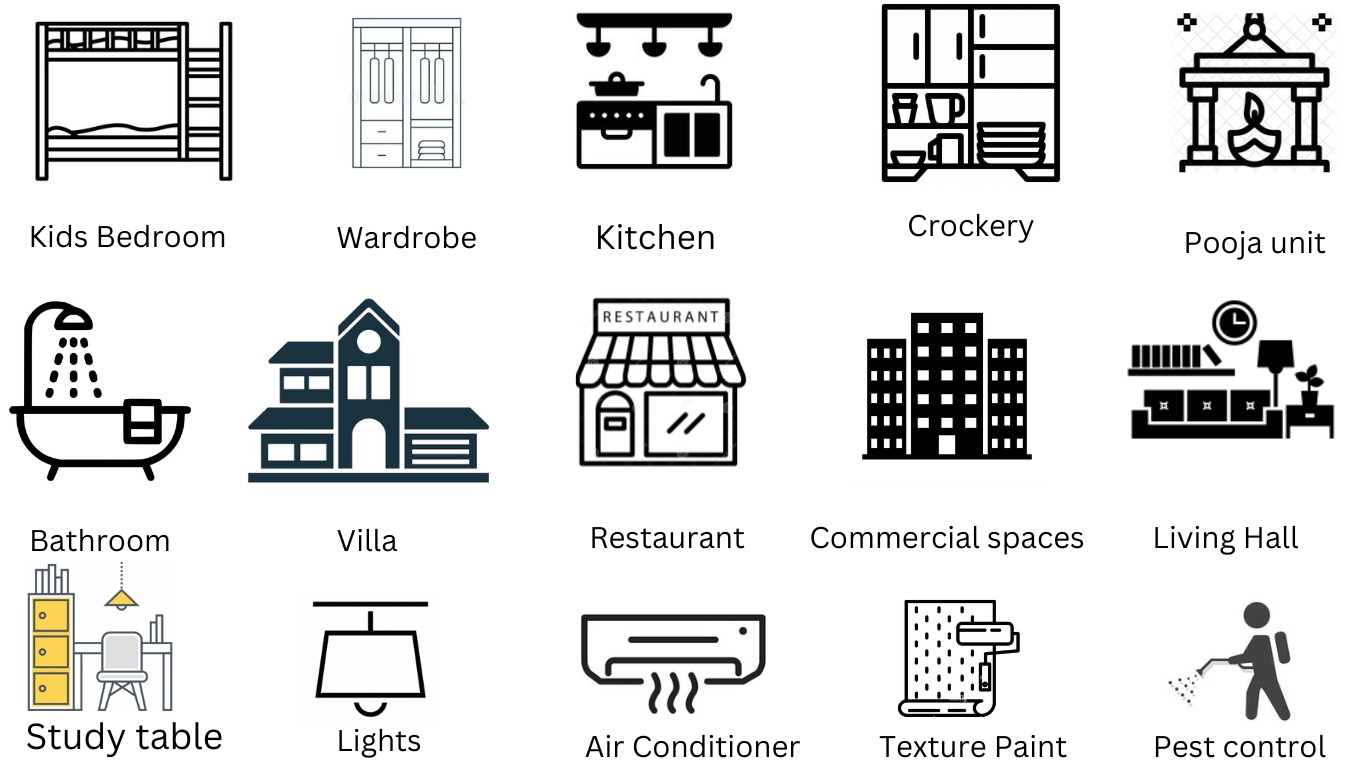 Kids Bedroom
Wardrobe
Kitchen
Crockery
Pooja unit
RESTAURANT
Bathroom
Villa
Restaurant
Commercial spaces
Living Hall
Study table
Lights
Air Conditioner
Texture Paint
Pest control